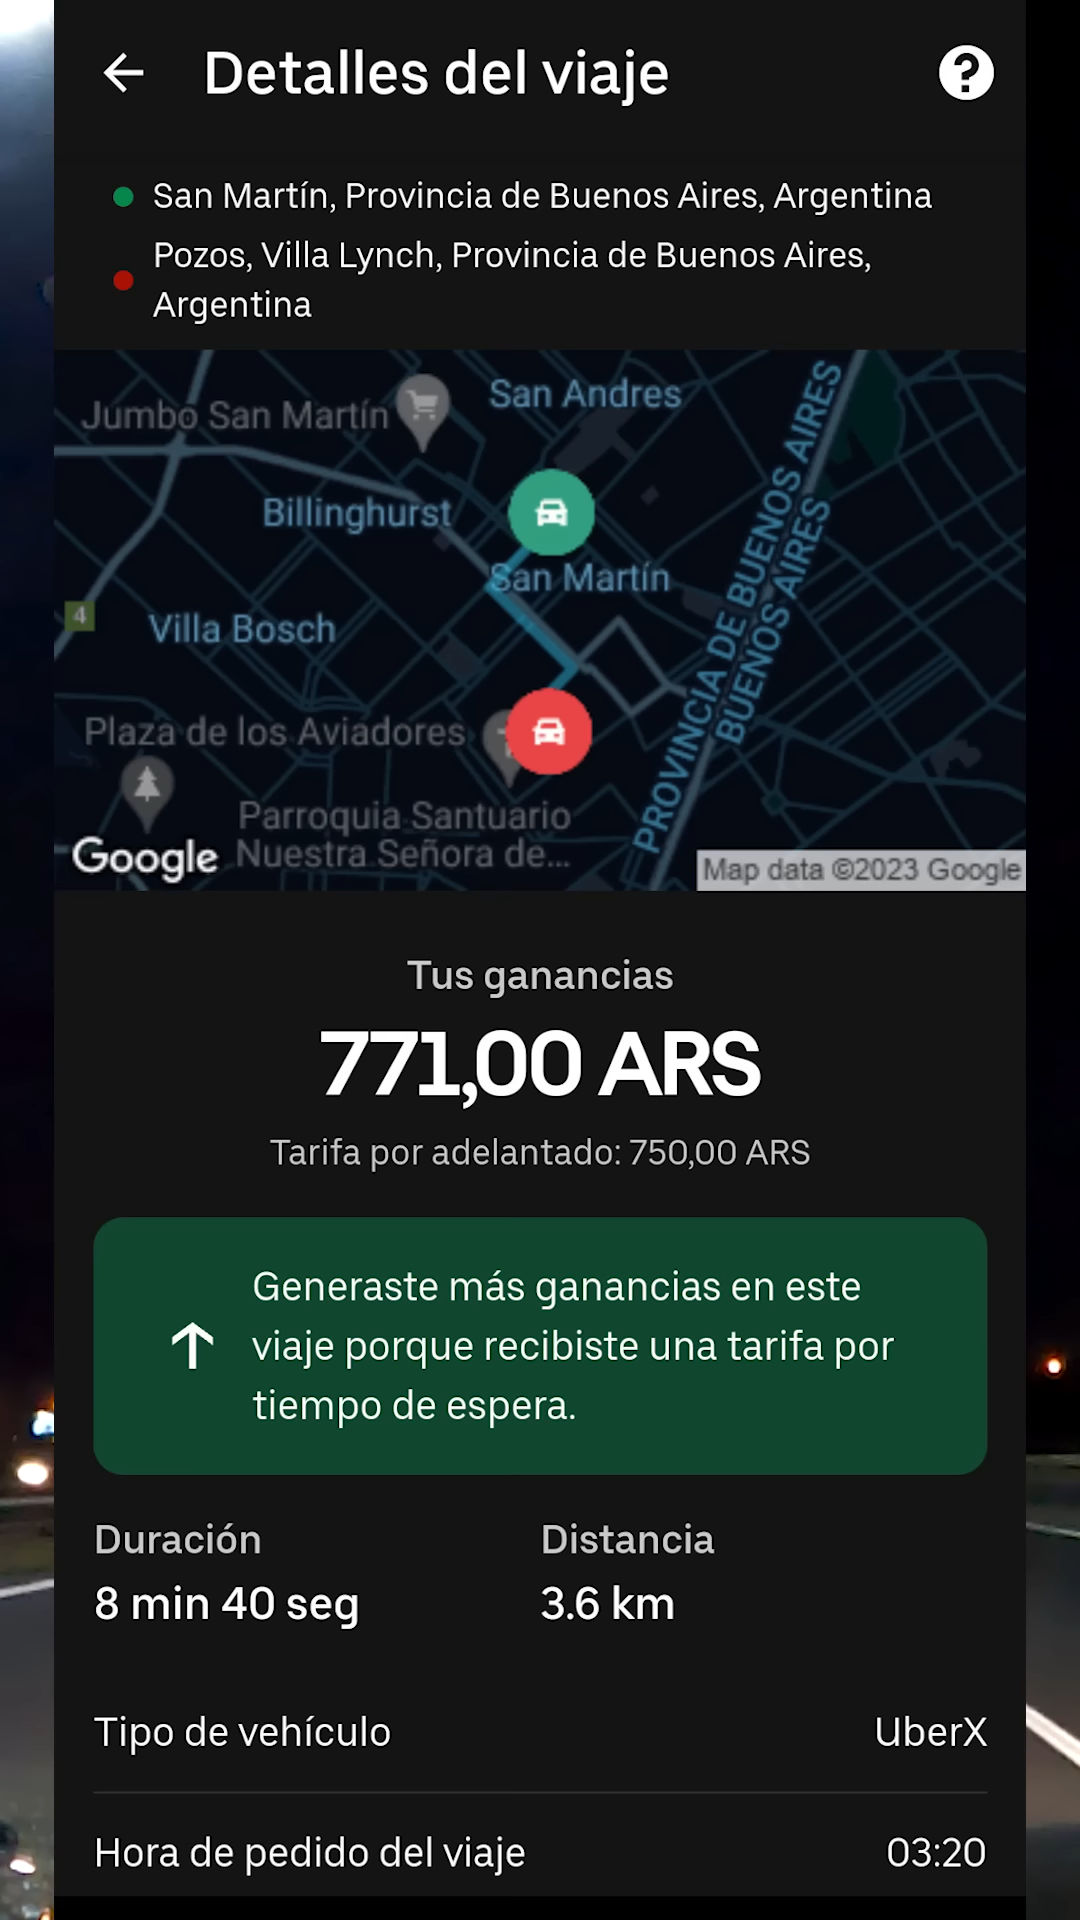 Detalles del viaje
San Martín, Provincia de Buenos Aires, Argentina
Pozos, Villa Lynch, Provincia de Buenos Aires,
Argentina
San Andres
Jumbo San Martín
Billinghurst
San Martín
4
Villa Bosch
PROVINCIA DE BUENOS AIRES
BUENOS AIRES
Plaza de los Aviadores
Parroquia Santuario
Nuestra Señora de...
Google
Map data ©2023 Google
Tus ganancias
771,00 ARS
Tarifa por adelantado: 750,00 ARS
Generaste más ganancias en este
viaje porque recibiste una tarifa por
tiempo de espera.
Duración
Distancia
8 min 40 seg
3.6 km
Tipo de vehículo
UberX
Hora de pedido del viaje
03:20